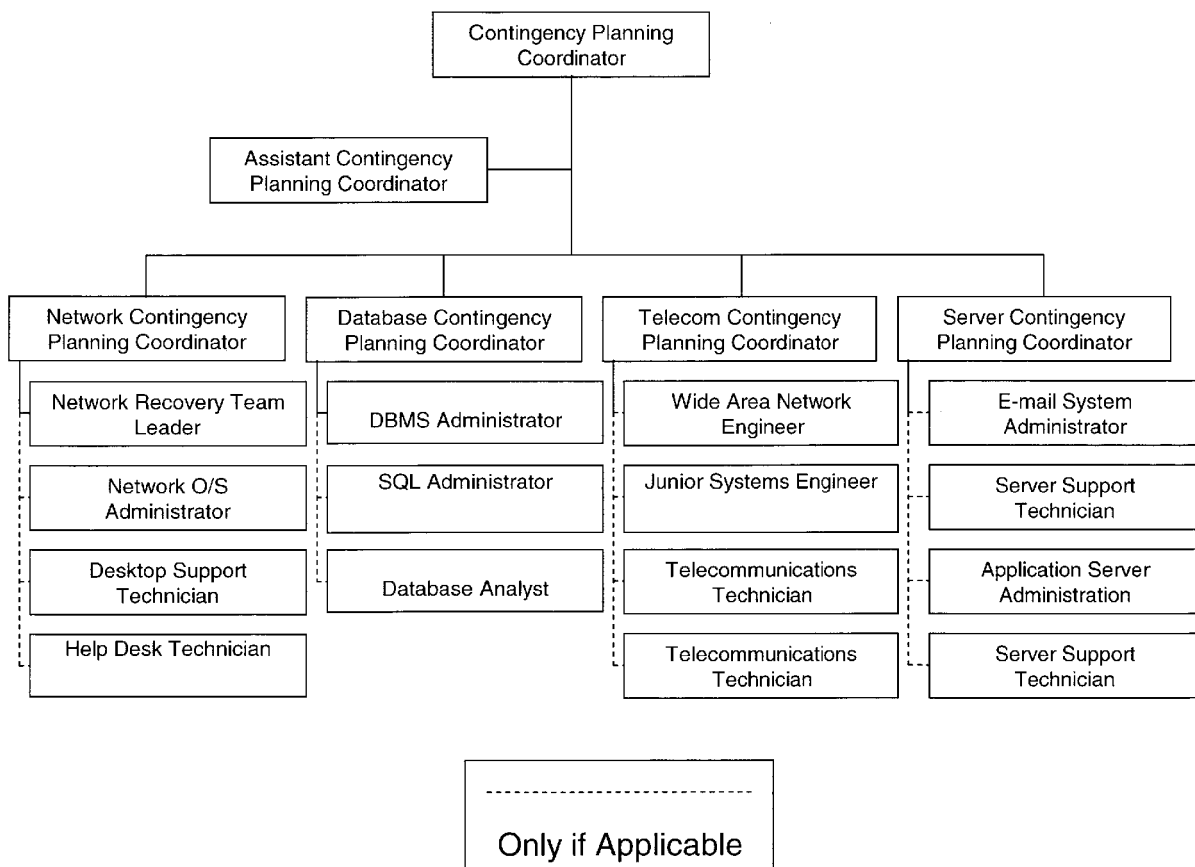 Contingency Planning
Coordinator
Assistant Contingency
Planning Coordinator
Network Contingency
Planning Coordinator
Database Contingency
Planning Coordinator
Telecom Contingency
Planning Coordinator
Server Contingency
Planning Coordinator
Network Recovery Team
Leader
Network O/S
Administrator
Desktop Support
Technician
Help Desk Technician
DBMS Administrator
SQL Administrator
Database Analyst
Wide Area Network
Engineer
Junior Systems Engineer
Telecommunications
Technician
Telecommunications
Technician
E-mail System
Administrator
Server Support
Technician
Application Server
Administration
Server Support
Technician
Only if Applicable